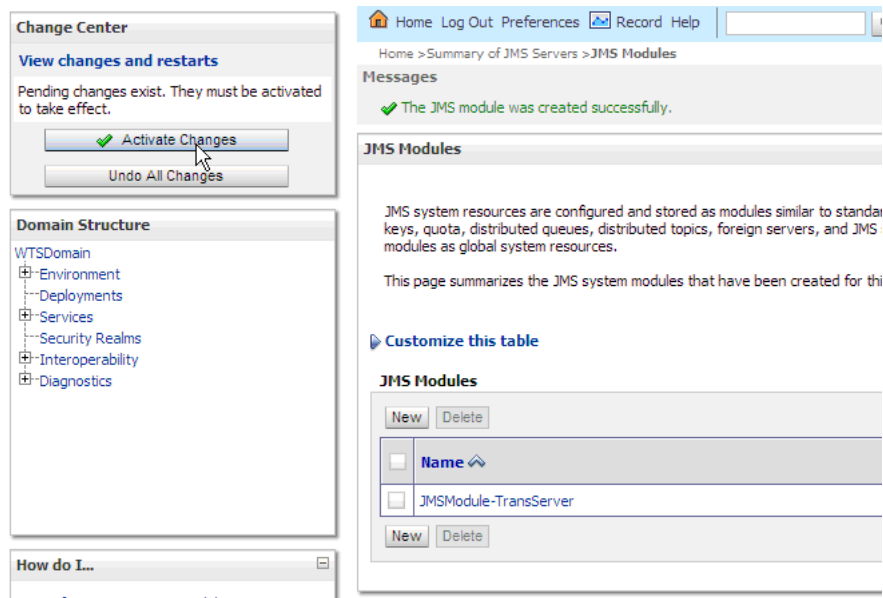 Change Center
View changes and restarts
Pending changes exist. They must be activated
to take effect.
Activate Changes
Undo All Changes
Domain Structure
WTSDomain
Environment
Deployments
Services
Security Realms
Interoperability
Diagnostics
How do I...
Home Log Out Preferences Record Help
Home >Summary of JMS Servers >JMS Modules
Messages
The JMS module was created successfully.
JMS Modules
JMS system resources are configured and stored as modules similar to
keys, quota, distributed queues, distributed topics, foreign servers, and JMS
modules as global system resources.
This page summarizes the JMS system modules that have been created for
Customize this table
JMS Modules
New Delete
Name
JMSModule-TransServer
New Delete